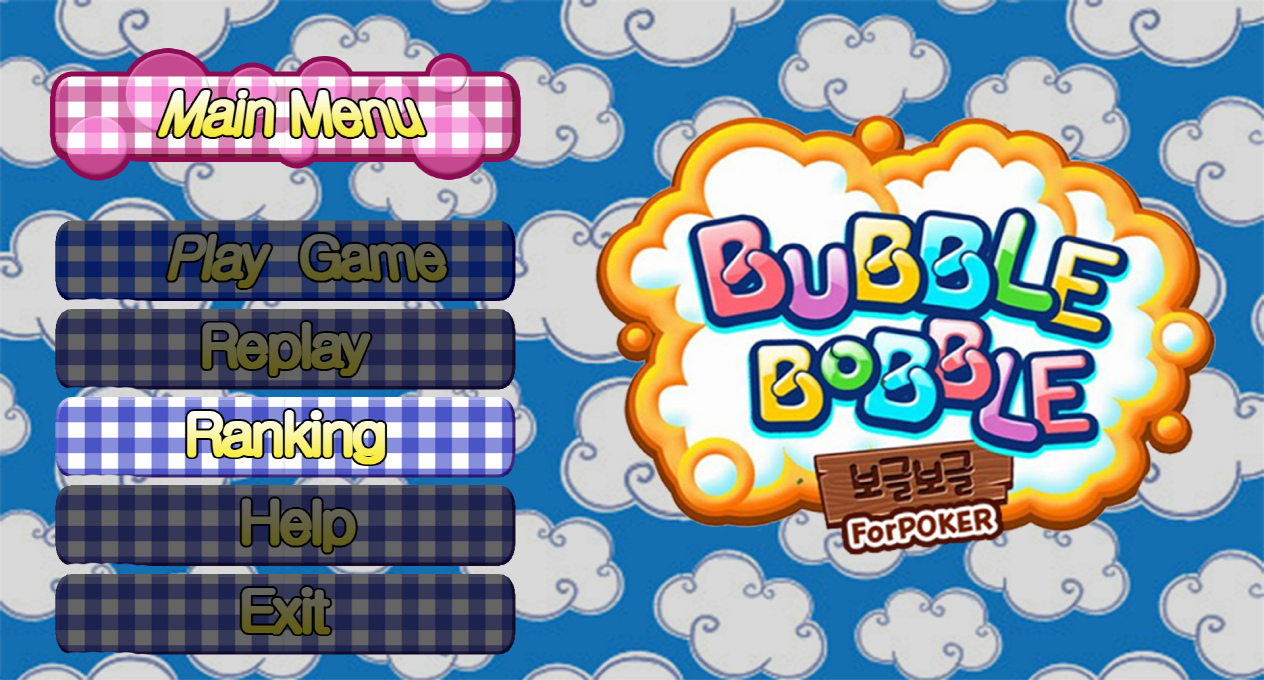 Main Menu
Play Game
Replay
Ranking
Help
Exit
BUBBLE
BOBBLE
보글보글
ForPOKER